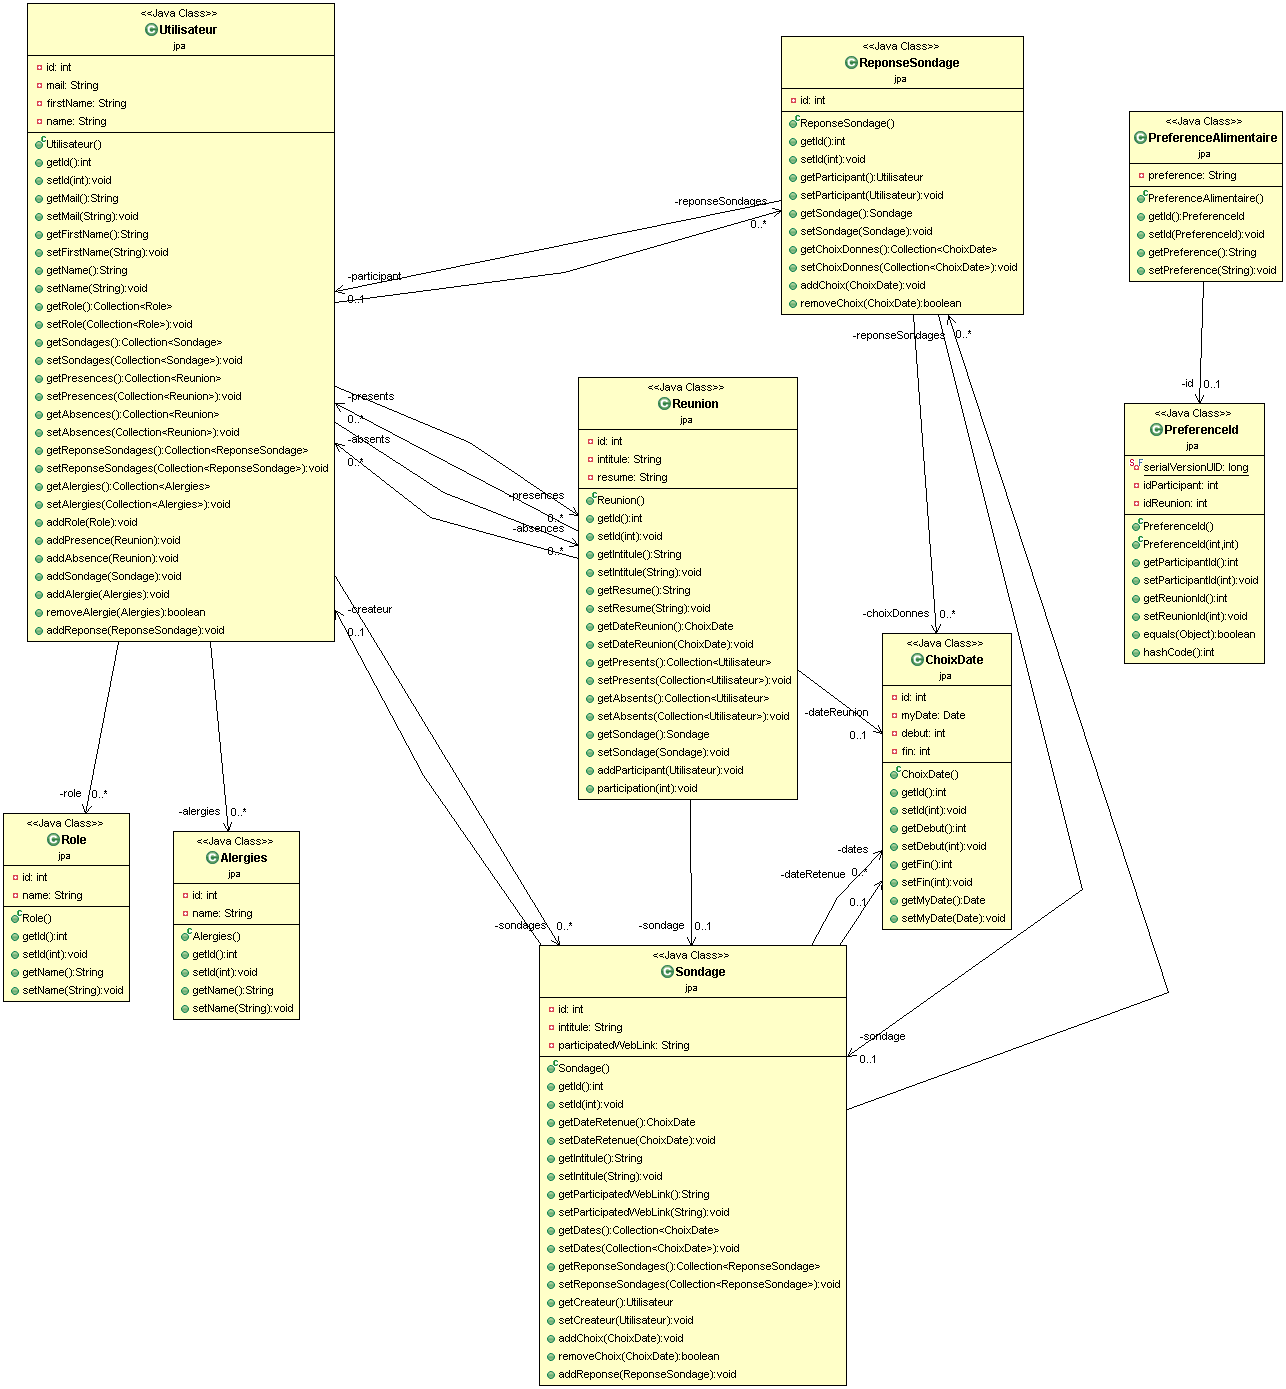 <<Java Class>>
Utilisateur
jpa
id: int
mail: String
firstName: String
name: String
Utilisateur()
getId():int
setId(int):void
getMail():String
setMail(String):void
getFirstName():String
setFirstName(String):void
getName():String
setName(String):void
getRole():Collection<Role>
setRole(Collection<Role>):void
getSondages():Collection<Sondage>
setSondages(Collection<Sondage>):void
getPresences():Collection<Reunion>
setPresences(Collection<Reunion>):void
getAbsences():Collection<Reunion>
setAbsences(Collection<Reunion>):void
getReponseSondages():Collection<ReponseSondage>
setReponseSondages(Collection<ReponseSondage>):void
getAlergies():Collection<Alergies>
setAlergies(Collection<Alergies>):void
addRole(Role):void
addPresence(Reunion):void
addAbsence(Reunion):void
addSondage(Sondage):void
addAlergie(Alergies):void
removeAlergie(Alergies):boolean
addReponse(ReponseSondage):void
<<Java Class>>
ReponseSondage
jpa
id: int
ReponseSondage()
getId():int
setId(int):void
getParticipant():Utilisateur
setParticipant(Utilisateur):void
getSondage():Sondage
setSondage(Sondage):void
getChoixDonnes():Collection<ChoixDate>
setChoixDonnes(Collection<ChoixDate>):void
addChoix(ChoixDate):void
removeChoix(ChoixDate):boolean
<<Java Class>>
PreferenceAlimentaire
jpa
preference: String
PreferenceAlimentaire()
getId():PreferenceId
setId(PreferenceId):void
getPreference():String
setPreference(String):void
-reponseSondages
0..*
-participant
0..1
-reponseSondages
0..*
-id
0..1
-presents
0..*
-absents
0..*
-presences
0..*
-absences
0..*
<<Java Class>>
Reunion
jpa
id: int
intitule: String
resume: String
Reunion()
getId():int
setId(int):void
getIntitule():String
setIntitule(String):void
getResume():String
setResume(String):void
getDateReunion():ChoixDate
setDateReunion(ChoixDate):void
getPresents():Collection<Utilisateur>
setPresents(Collection<Utilisateur>):void
getAbsents():Collection<Utilisateur>
setAbsents(Collection<Utilisateur>):void
getSondage():Sondage
setSondage(Sondage):void
addParticipant(Utilisateur):void
participation(int):void
<<Java Class>>
PreferenceId
jpa
serialVersionUID: long
idParticipant: int
idReunion: int
PreferenceId()
PreferenceId(int,int)
getParticipantId():int
setParticipantId(int):void
getReunionId():int
setReunionId(int):void
equals(Object):boolean
hashCode():int
-createur
0..1
-choixDonnes
0..*
<<Java Class>>
ChoixDate
jpa
id: int
myDate: Date
debut: int
fin: int
ChoixDate()
getId():int
setId(int):void
getDebut():int
setDebut(int):void
getFin():int
setFin(int):void
getMyDate():Date
setMyDate(Date):void
-dateReunion
0..1
-role
0..*
-alergies
0..*
<<Java Class>>
Role
jpa
id: int
name: String
Role()
getId():int
setId(int):void
getName():String
setName(String):void
<<Java Class>>
Alergies
jpa
id: int
name: String
Alergies()
getId():int
setId(int):void
getName():String
setName(String):void
-dates
0..*
-dateRetenue
0..1
-sondages
0..*
-sondage
0..1
-sondage
0..1
<<Java Class>>
Sondage
jpa
id: int
intitule: String
participatedWebLink: String
Sondage()
getId():int
setId(int):void
getDateRetenue():ChoixDate
setDateRetenue(ChoixDate):void
getIntitule():String
setIntitule(String):void
getParticipatedWebLink():String
setParticipatedWebLink(String):void
getDates():Collection<ChoixDate>
setDates(Collection<ChoixDate>):void
getReponseSondages():Collection<ReponseSondage>
setReponseSondages(Collection<ReponseSondage>):void
getCreateur():Utilisateur
setCreateur(Utilisateur):void
addChoix(ChoixDate):void
removeChoix(ChoixDate):boolean
addReponse(ReponseSondage):void